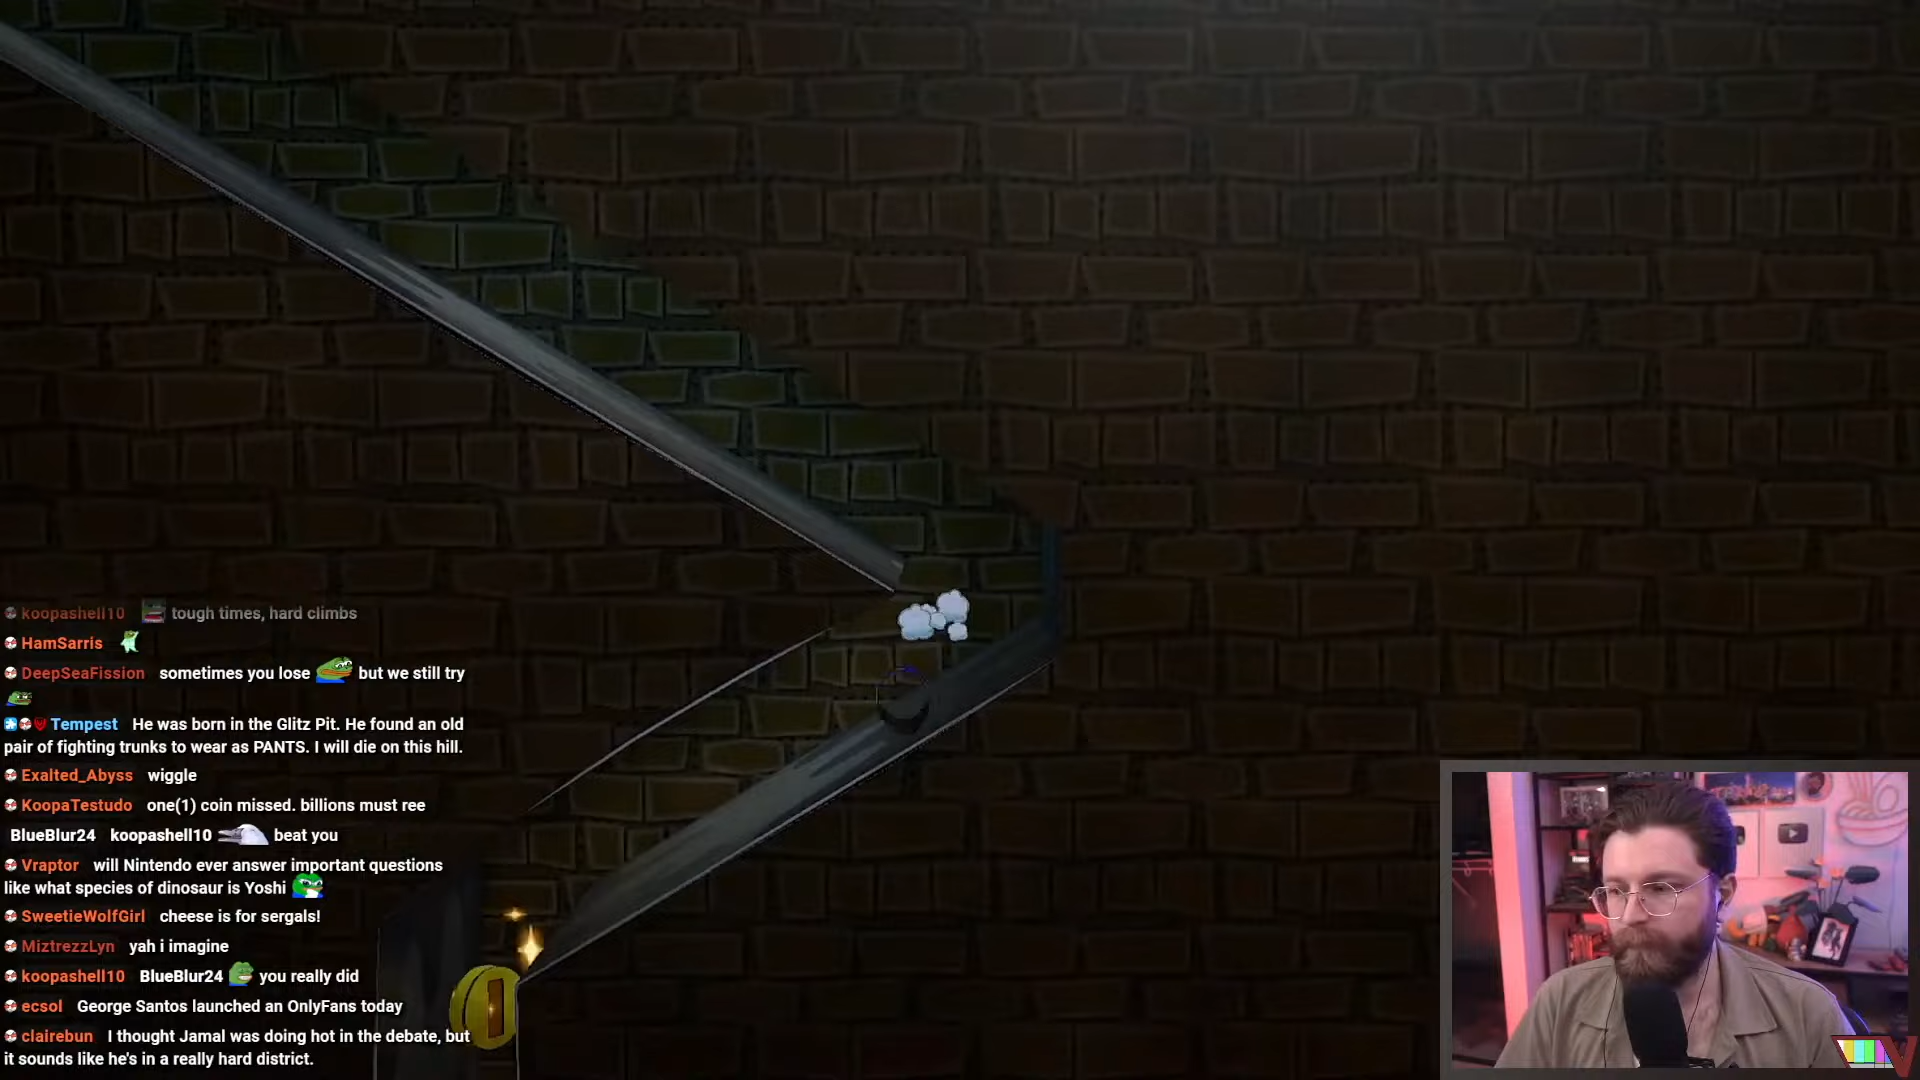 koopashell10 tough times, hard climbs
HamSarris
DeepSeaFission sometimes you lose but we still try
Tempest He was born in the Glitz Pit. He found an old
pair of fighting trunks to wear as PANTS. I will die on this hill.
Exalted_Abyss wiggle
KoopaTestudo one(1) coin missed. billions must ree
BlueBlur24 koopashell10 beat you
Vraptor will Nintendo ever answer important questions
like what species of dinosaur is Yoshi
SweetieWolfGirl cheese is for sergals!
MiztrezzLyn yah i imagine
koopashell10 BlueBlur24 you really did
ecsol George Santos launched an OnlyFans today
clairebun I thought Jamal was doing hot in the debate, but
it sounds like he's in a really hard district.